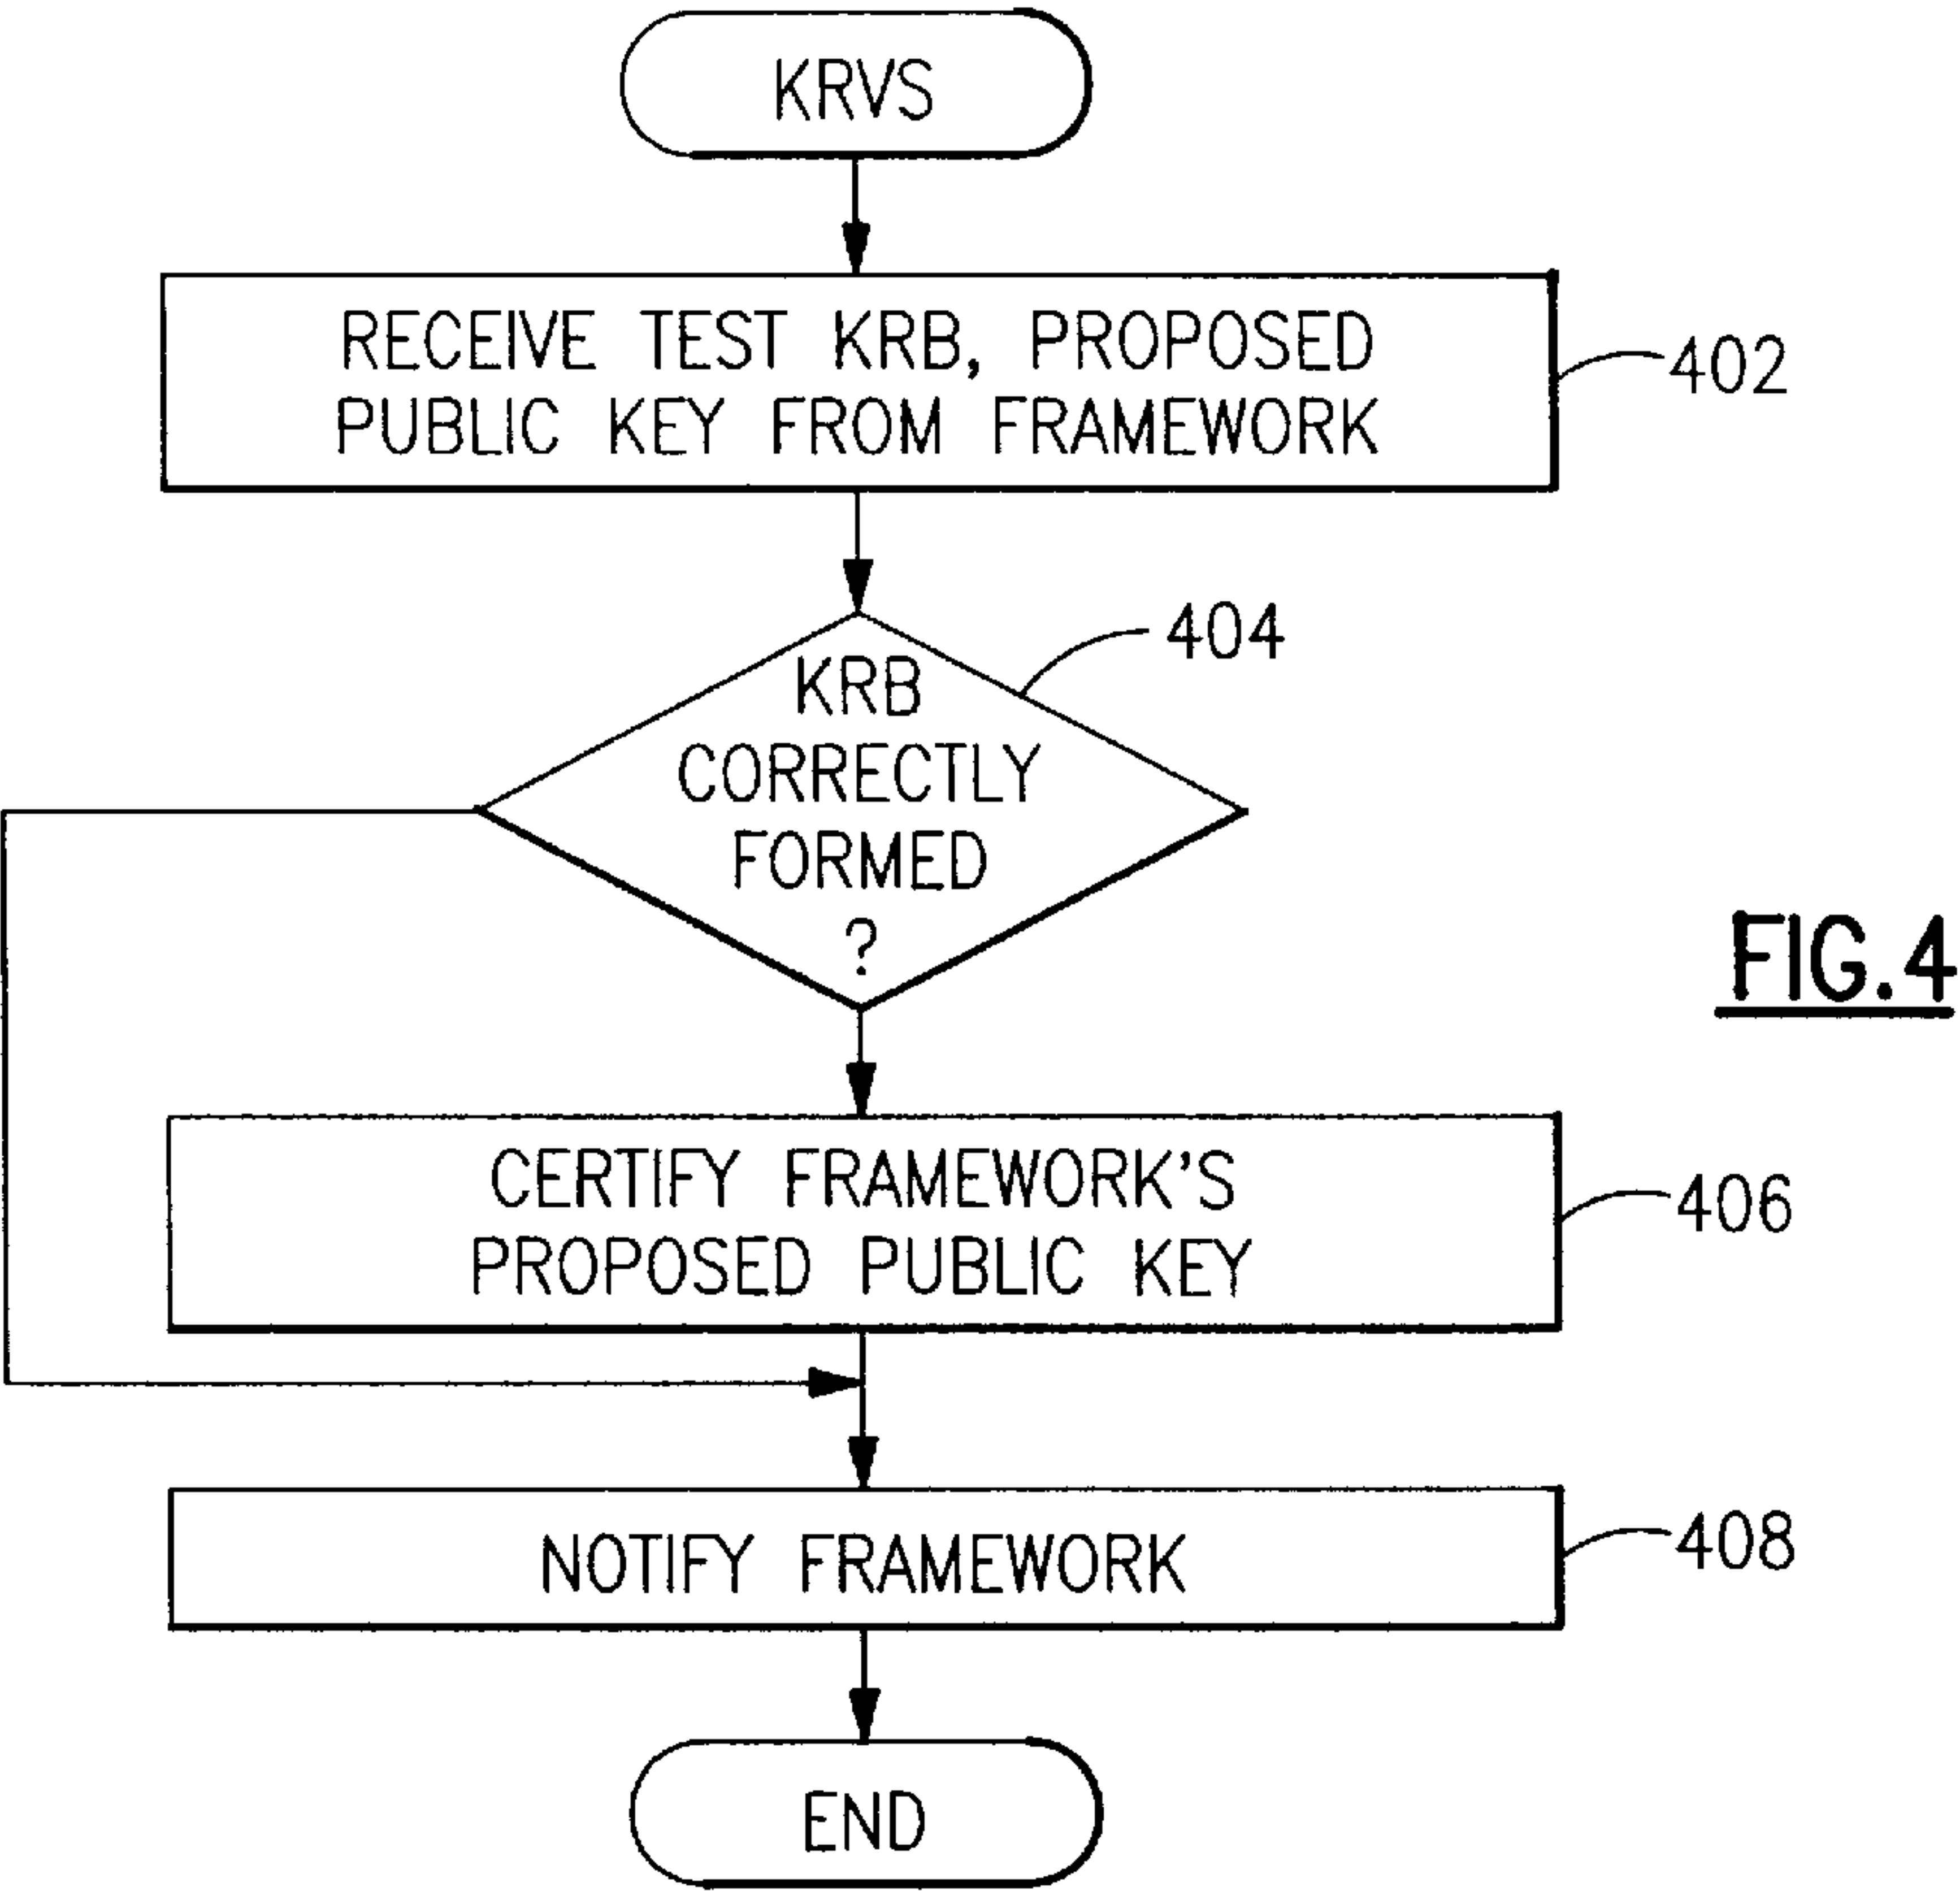 KRVS
RECEIVE TEST KRB, PROPOSED
PUBLIC KEY FROM FRAMEWORK
402
404
KRB
CORRECTLY
FORMED
?
FIG.4
CERTIFY FRAMEWORK'S
PROPOSED PUBLIC KEY
406
NOTIFY FRAMEWORK
408
END